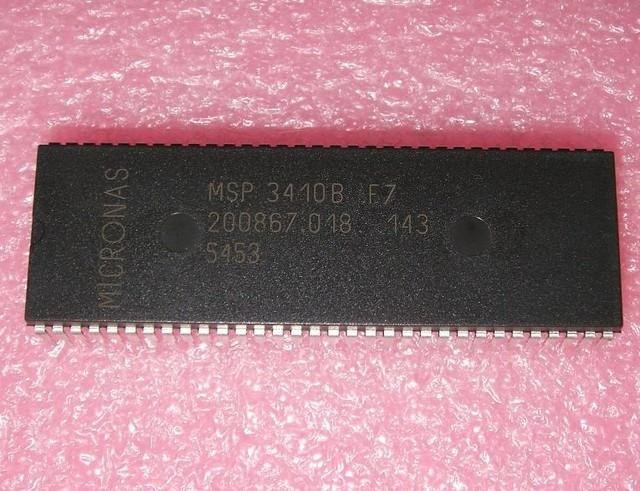 MICRONAS
MSP 3410B F7
200867.018 143
5453